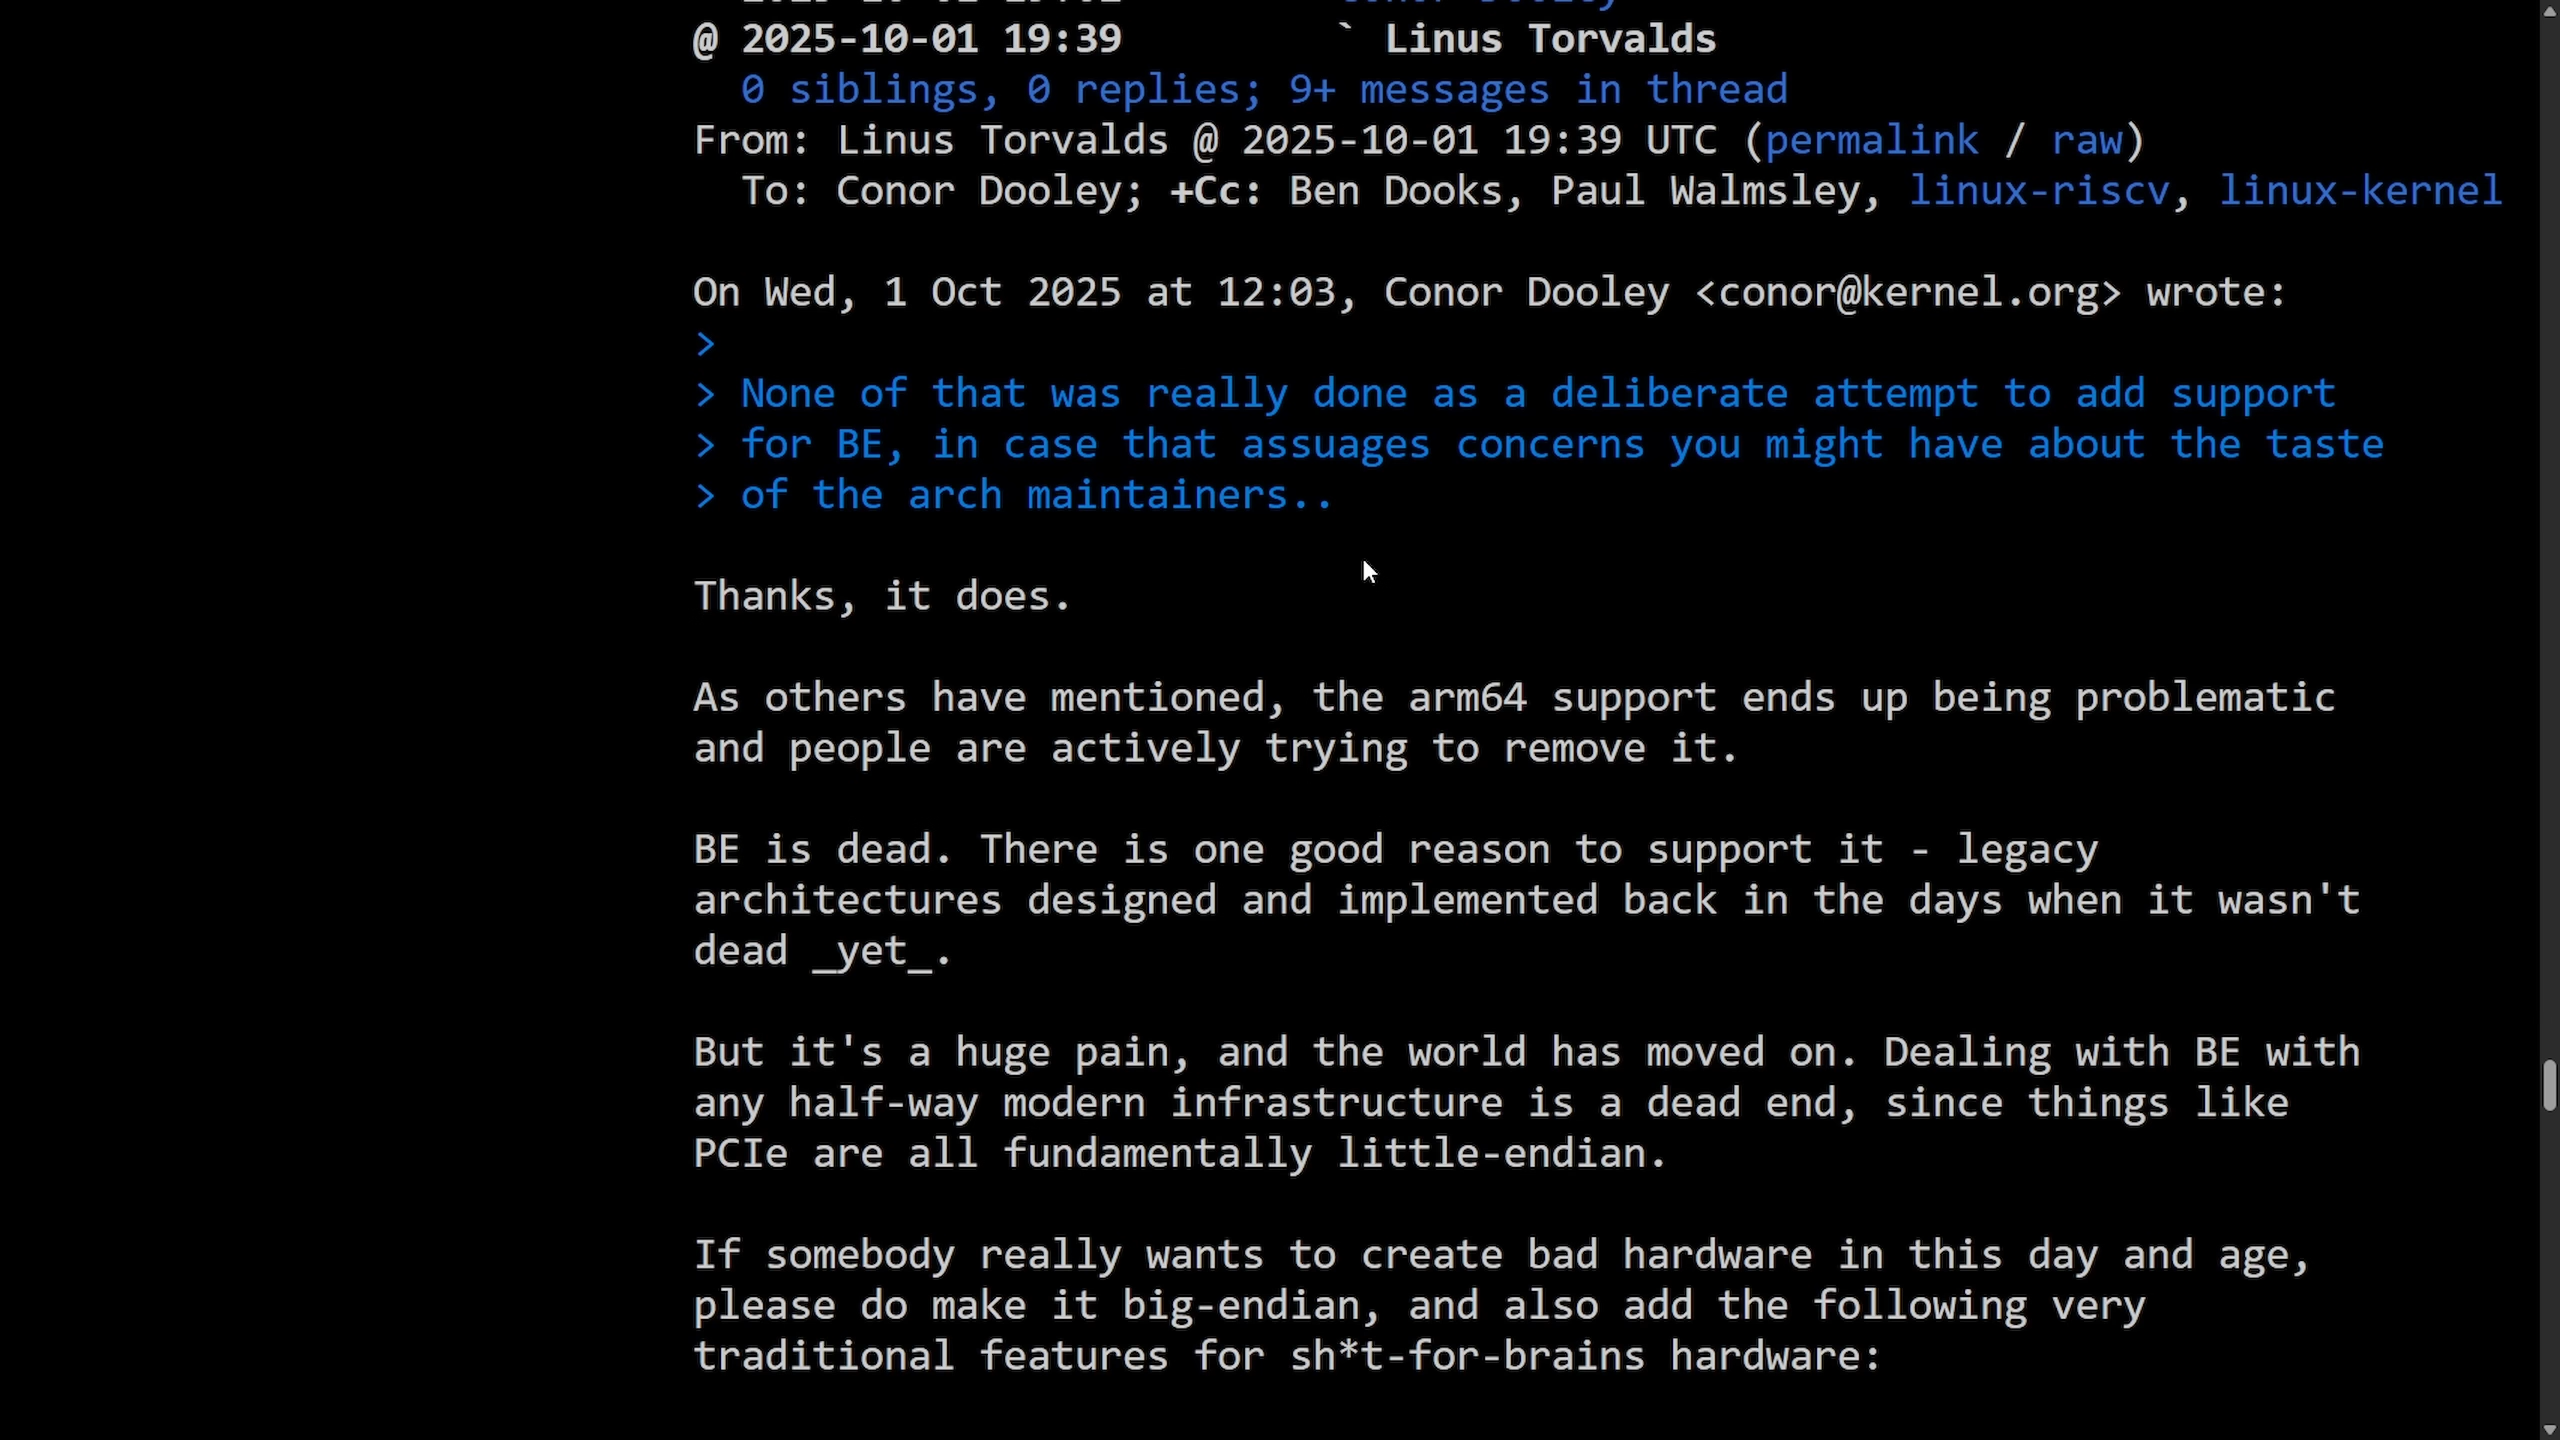 @ 2025-10-01 19:39 ` Linus Torvalds
0 siblings, 0 replies; 9+ messages in thread
From: Linus Torvalds @ 2025-10-01 19:39 UTC (permalink / raw)
To: Conor Dooley; +Cc: Ben Dooks, Paul Walmsley, linux-riscv, linux-kernel
On Wed, 1 Oct 2025 at 12:03, Conor Dooley <conor@kernel.org> wrote:
>
> None of that was really done as a deliberate attempt to add support
> for BE, in case that assuages concerns you might have about the taste
> of the arch maintainers..
Thanks, it does.
As others have mentioned, the arm64 support ends up being problematic
and people are actively trying to remove it.
BE is dead. There is one good reason to support it - legacy
architectures designed and implemented back in the days when it wasn't
dead _yet_.
But it's a huge pain, and the world has moved on. Dealing with BE with
any half-way modern infrastructure is a dead end, since things like
PCIe are all fundamentally little-endian.
If somebody really wants to create bad hardware in this day and age,
please do make it big-endian, and also add the following very
traditional features for sh*t-for-brains hardware: